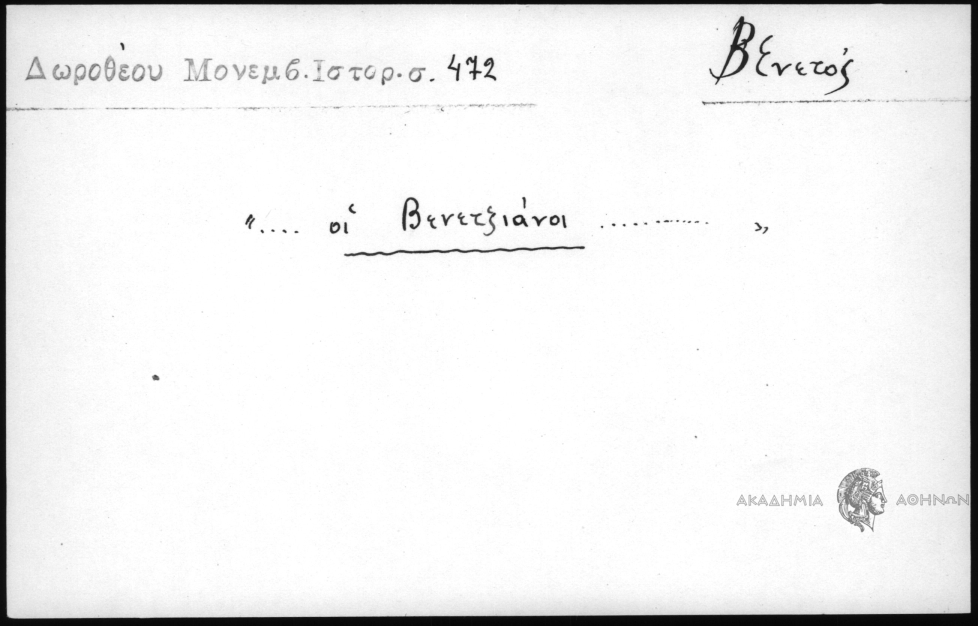 Δωροθέου Μονεμβ. Ιστορ. σ. 472
Βενετός
".... οἱ Βενετζιάνοι ............ "
ΑΚΑΔΗΜΙΑ ΑΘΗΝΩΝ